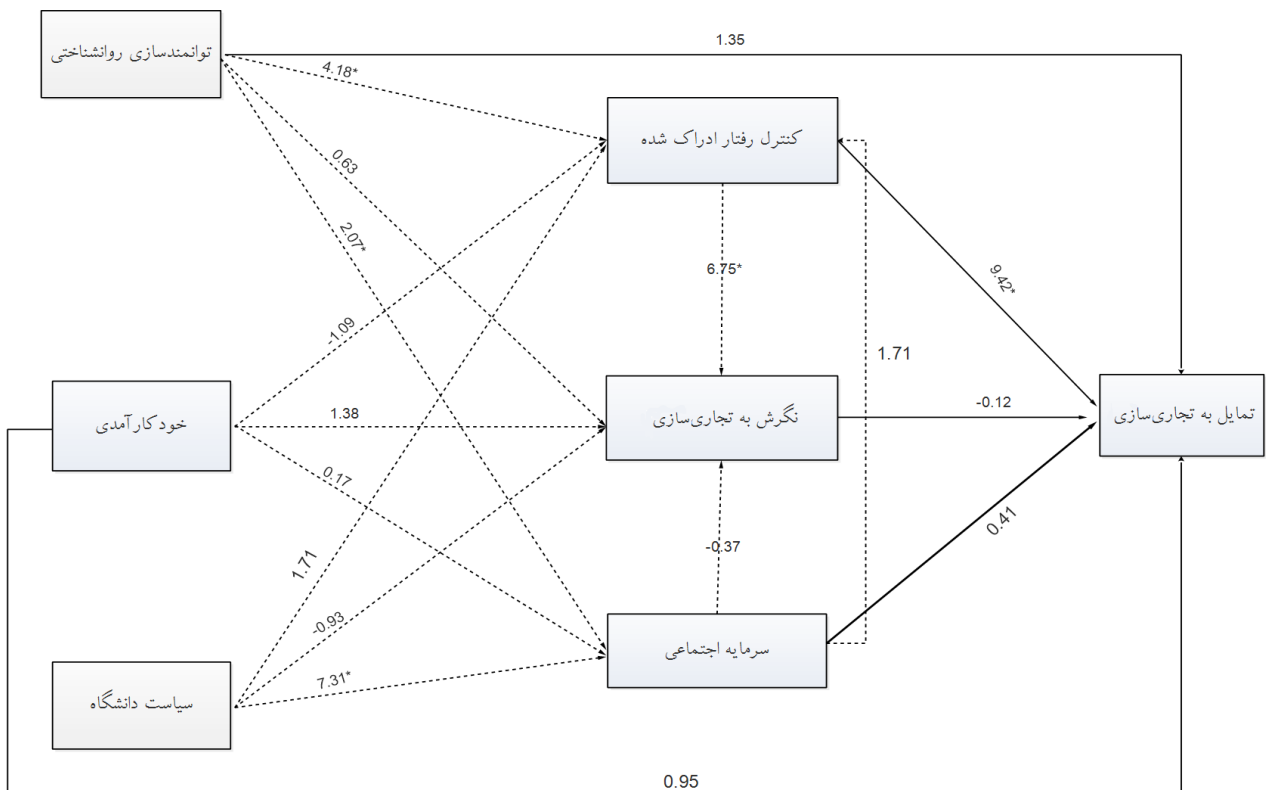 توانمندسازی روانشناختی
1.35
4.18*
کنترل رفتار ادراک شده
0.63
2.07*
6.75*
9.42*
-1.09
1.71
خودکارآمدی
1.38
نگرش به تجاری‌سازی
-0.12
تمایل به تجاری‌سازی
0.17
1.71
-0.37
0.41
-0.93
سرمایه اجتماعی
7.31*
سیاست دانشگاه
0.95